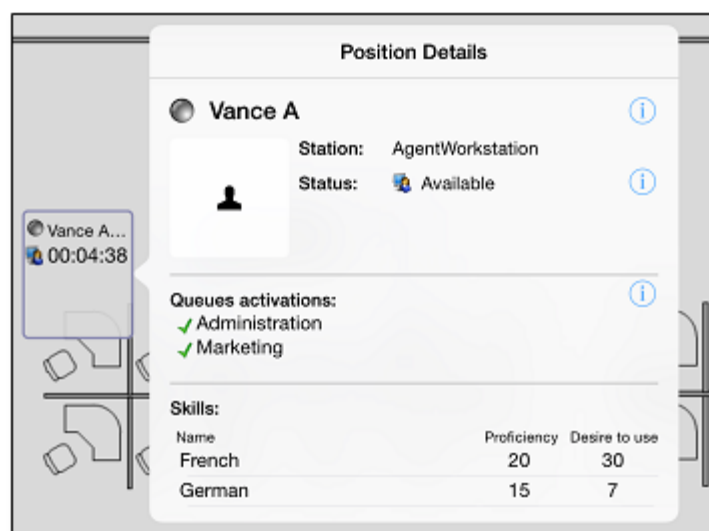 Position Details
Vance A
Station: AgentWorkstation
Status: Available
Vance A...
00:04:38
Queues activations:
Administration
Marketing
Skills:
Name Proficiency Desire to use
French 20 30
German 15 7